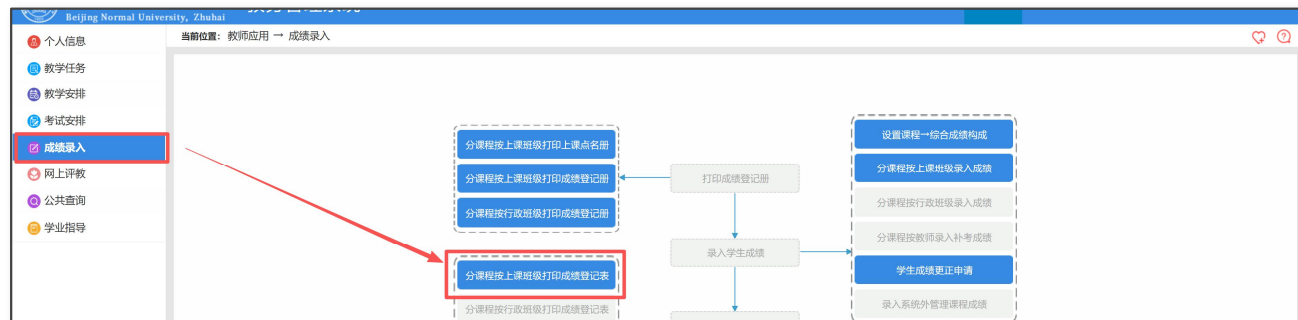 Beijing Normal University, Zhuhai
个人信息
教学任务
教学安排
考试安排
成绩录入
网上评教
公共查询
学业指导
当前位置：教师应用 → 成绩录入
分课程按上课班级打印上课点名册
分课程按上课班级打印成绩登记册
分课程按行政班级打印成绩登记册
分课程按上课班级打印成绩登记表
分课程按行政班级打印成绩登记表
打印成绩登记册
录入学生成绩
设置课程→综合成绩构成
分课程按上课班级录入成绩
分课程按行政班级录入成绩
分课程按教师录入补考成绩
学生成绩更正申请
录入系统外管理课程成绩